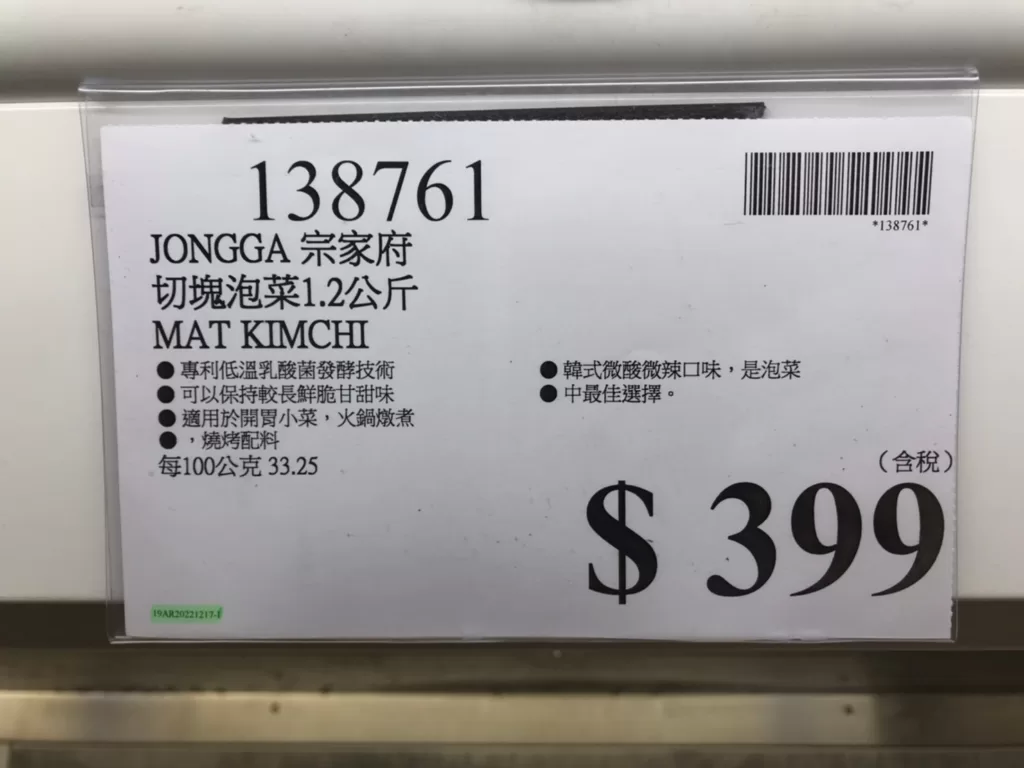 138761
*138761*
JONGGA 宗家府
切塊泡菜1.2公斤
MAT KIMCHI
●專利低溫乳酸菌發酵技術
●可以保持較長鮮脆甘甜味
●適用於開胃小菜，火鍋燉煮
●，燒烤配料
每100公克 33.25
●韓式微酸微辣口味，是泡菜
●中最佳選擇。
（含稅）
$ 399
19AR20221217-1